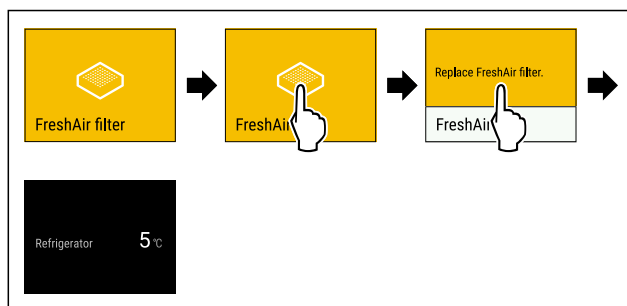 FreshAir filter
FreshAi
Replace FreshAir filter.
FreshAi
Refrigerator 5 °C